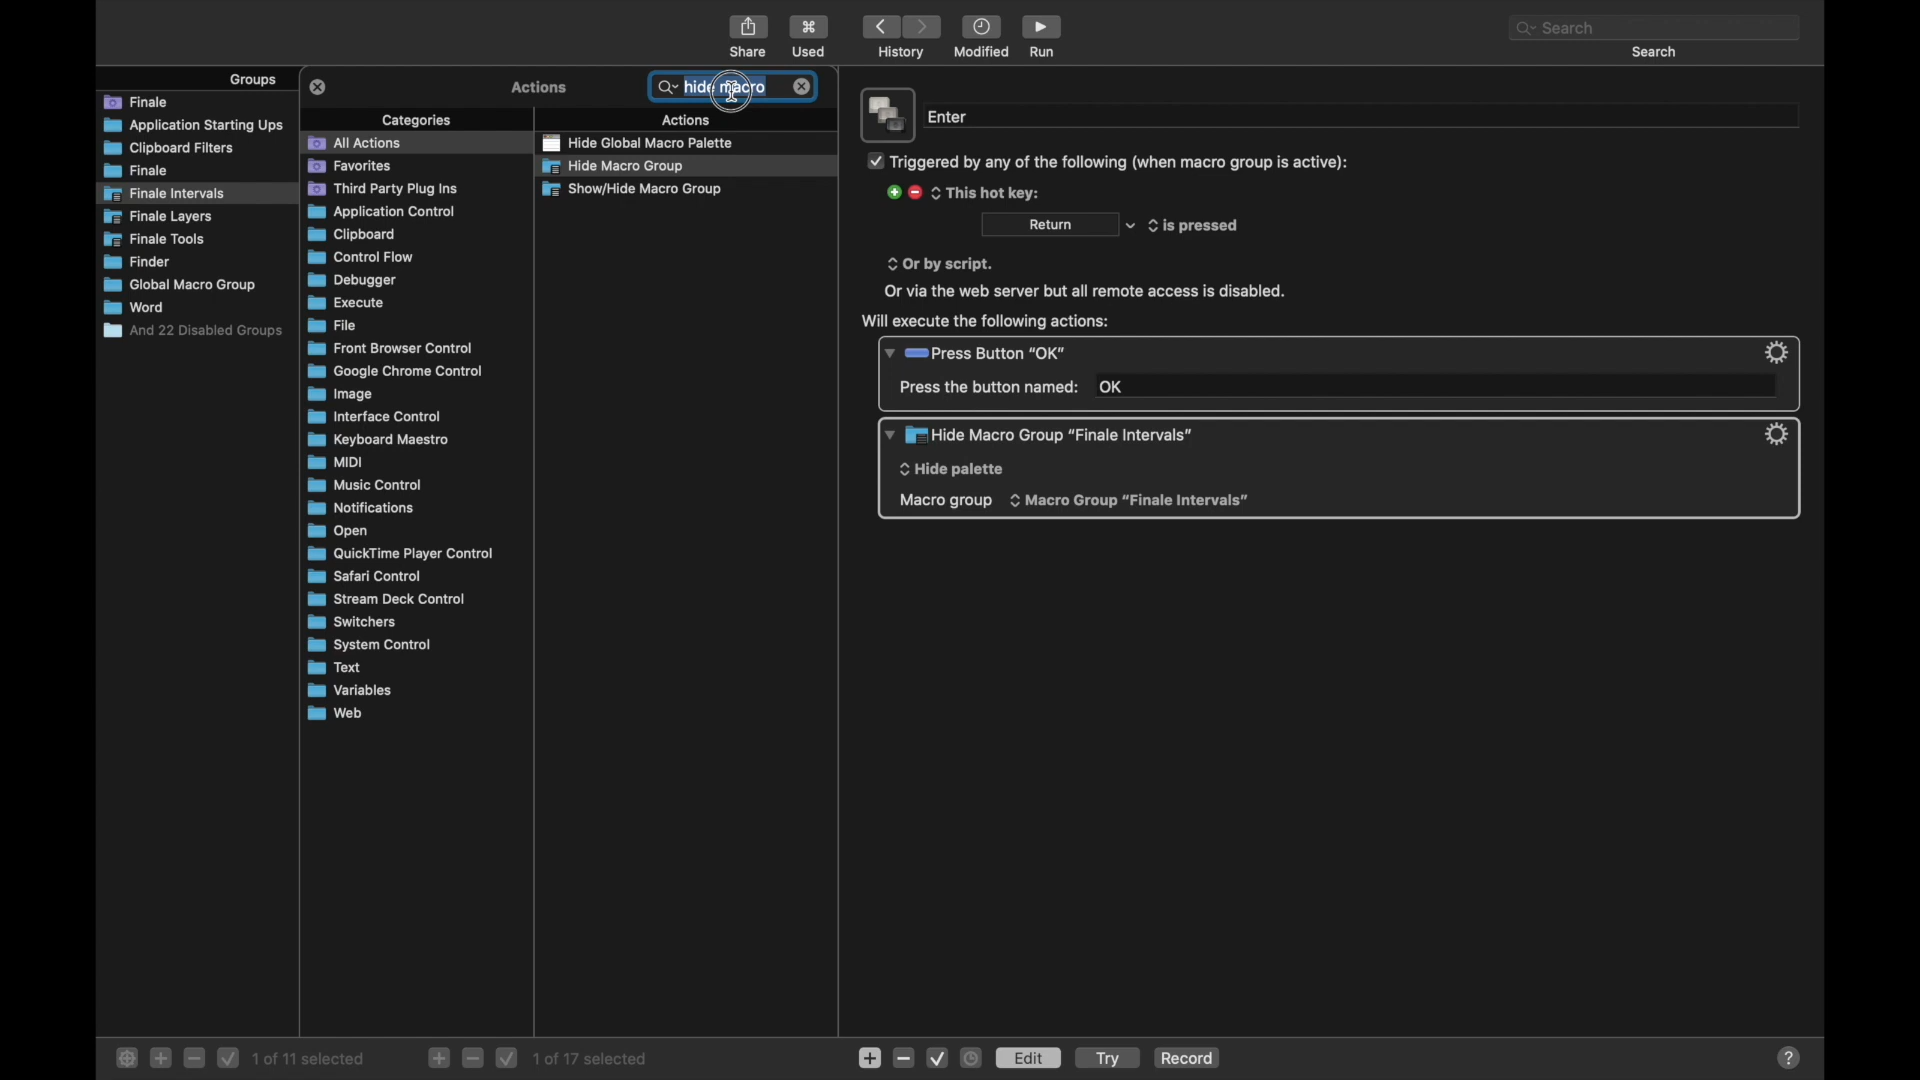 Share
Used
History
Modified
Run
Search
Search
Groups
Finale
Application Starting Ups
Clipboard Filters
Finale
Finale Intervals
Finale Layers
Finale Tools
Finder
Global Macro Group
Word
And 22 Disabled Groups
Actions
hide macro
Categories
All Actions
Favorites
Third Party Plug Ins
Application Control
Clipboard
Control Flow
Debugger
Execute
File
Front Browser Control
Google Chrome Control
Image
Interface Control
Keyboard Maestro
MIDI
Music Control
Notifications
Open
QuickTime Player Control
Safari Control
Stream Deck Control
Switchers
System Control
Text
Variables
Web
Actions
Hide Global Macro Palette
Hide Macro Group
Show/Hide Macro Group
Enter
Triggered by any of the following (when macro group is active):
This hot key:
Return
is pressed
Or by script.
Or via the web server but all remote access is disabled.
Will execute the following actions:
Press Button “OK”
Press the button named: OK
Hide Macro Group “Finale Intervals”
Hide palette
Macro group Macro Group “Finale Intervals”
1 of 11 selected
1 of 17 selected
Edit
Try
Record
?